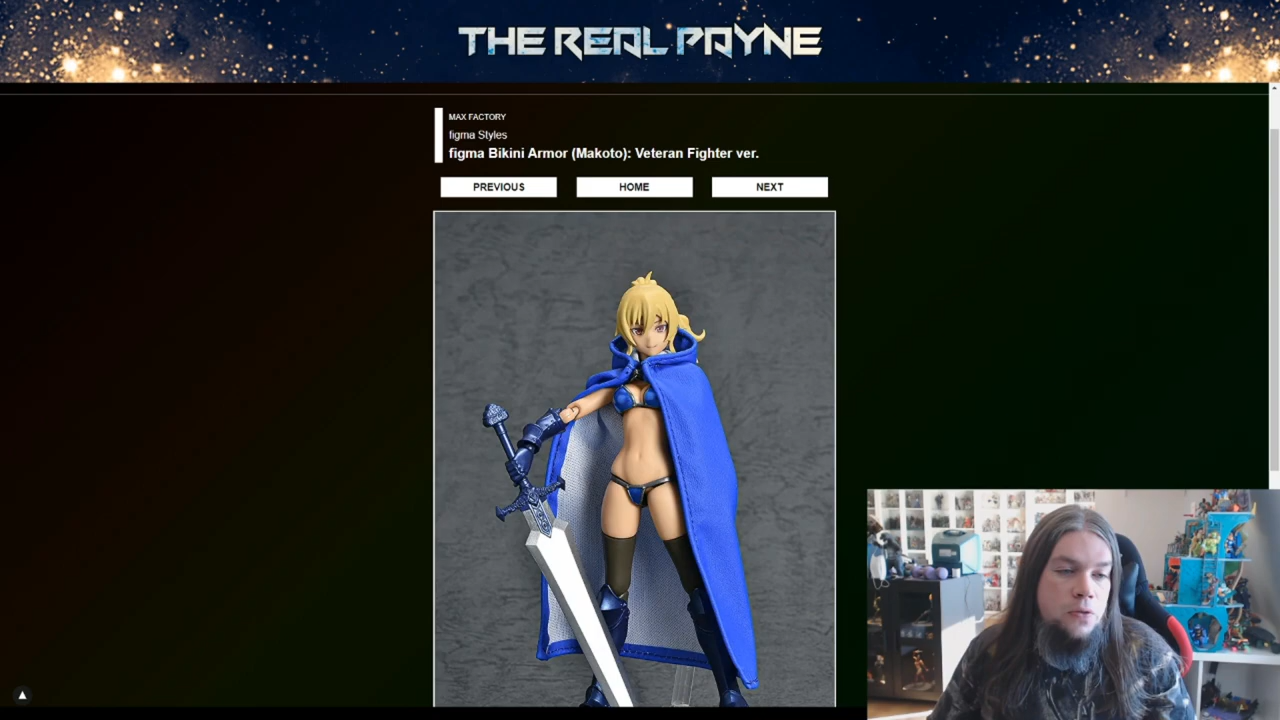 THE REAL PAYNE
MAX FACTORY
figma Styles
figma Bikini Armor (Makoto): Veteran Fighter ver.
PREVIOUS
HOME
NEXT